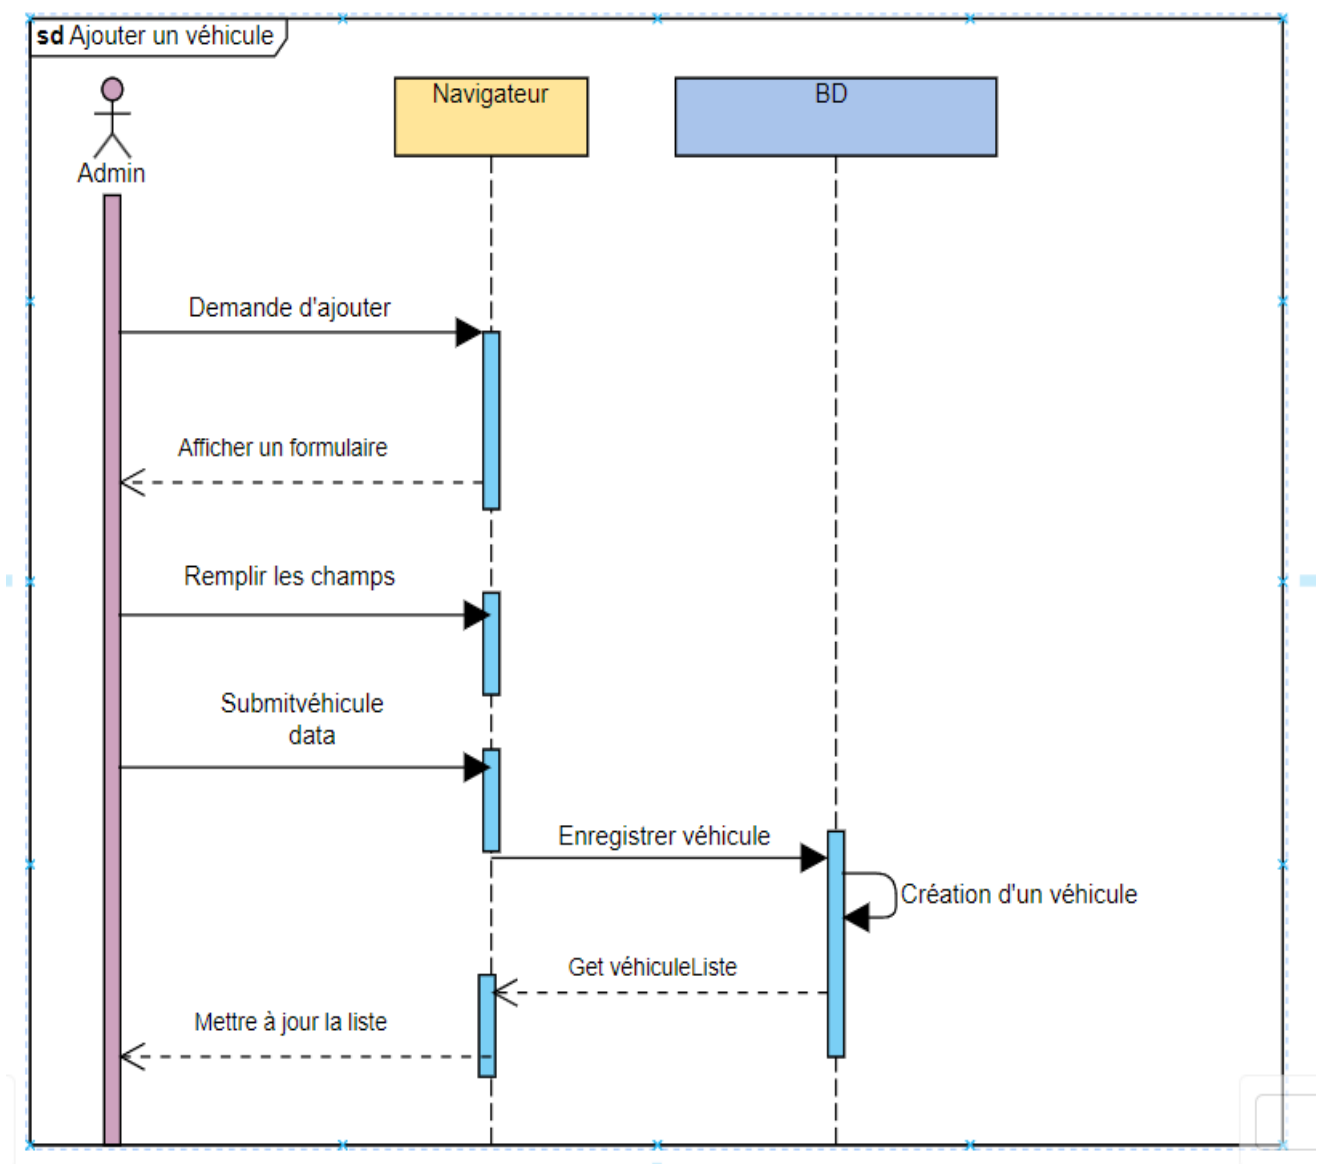 sd Ajouter un véhicule
Navigateur
BD
Admin
Demande d'ajouter
Afficher un formulaire
Remplir les champs
Submitvéhicule
data
Enregistrer véhicule
Création d'un véhicule
Get véhiculeListe
Mettre à jour la liste